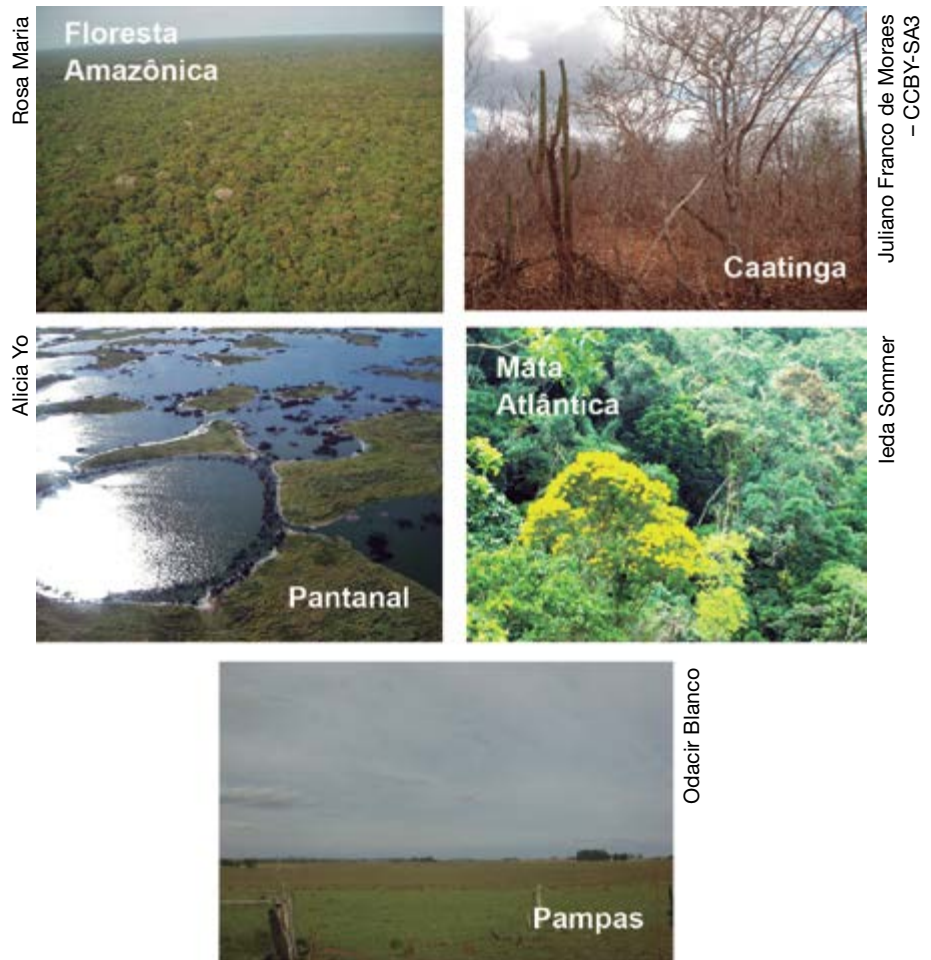 Rosa Maria
Floresta
Amazônica
Caatinga
Juliano Franco de Moraes
– CCBY-SA3
Alicia Yo
Pantanal
Mata
Atlântica
Ieda Sommer
Pampas
Odacir Blanco